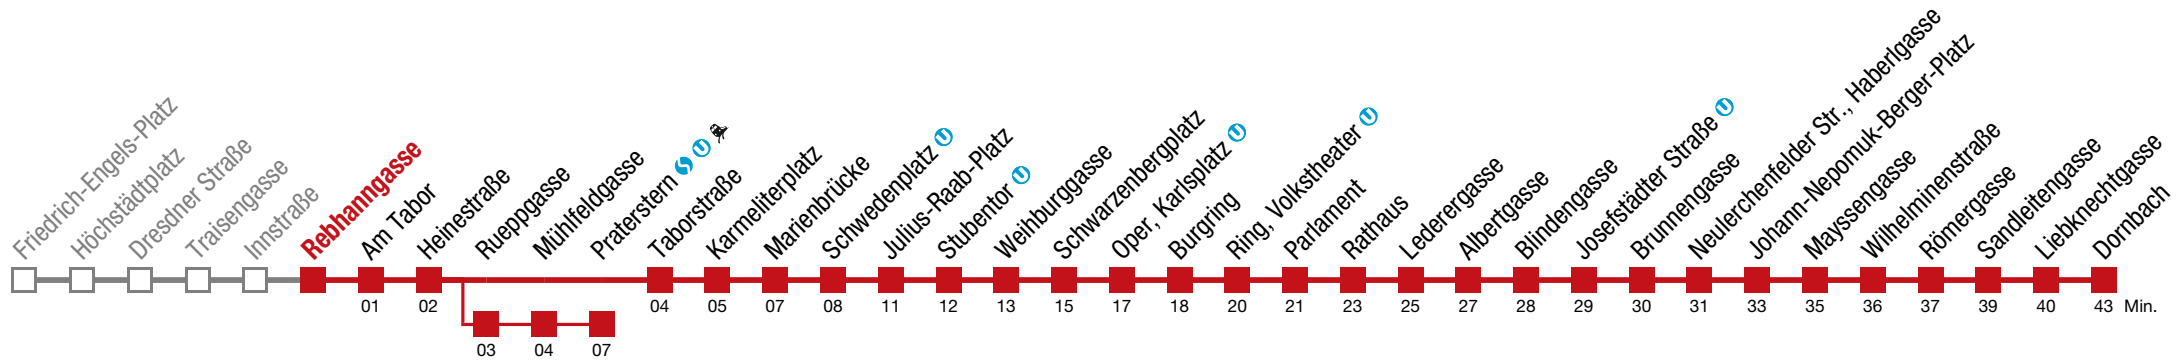 Friedrich-Engels-Platz
Höchstädtplatz
Dresdner Straße
Traisengasse
Innstraße
Rebhanngasse
Am Tabor
Heinestraße
Rueppgasse
Mühlfeldgasse
Praterstern
Taborstraße
Karmeliterplatz
Marienbrücke
Schwedenplatz U
Julius-Raab-Platz
Stubentor U
Weihburggasse
Schwarzenbergplatz
Oper, Karlsplatz U
Burgring
Ring, Volkstheater U
Parlament
Rathaus
Lederergasse
Albertgasse
Blindengasse
Josefstädter Straße U
Brunnengasse
Neulerchenfelder Str., Haberlgasse
Johann-Nepomuk-Berger-Platz
Mayssengasse
Wilhelminenstraße
Römergasse
Sandleitengasse
Liebknechtgasse
Dornbach
01 02 04 05 07 08 11 12 13 15 17 18 20 21 23 25 27 28 29 30 31 33 35 36 37 39 40 43 Min.
03 04 07